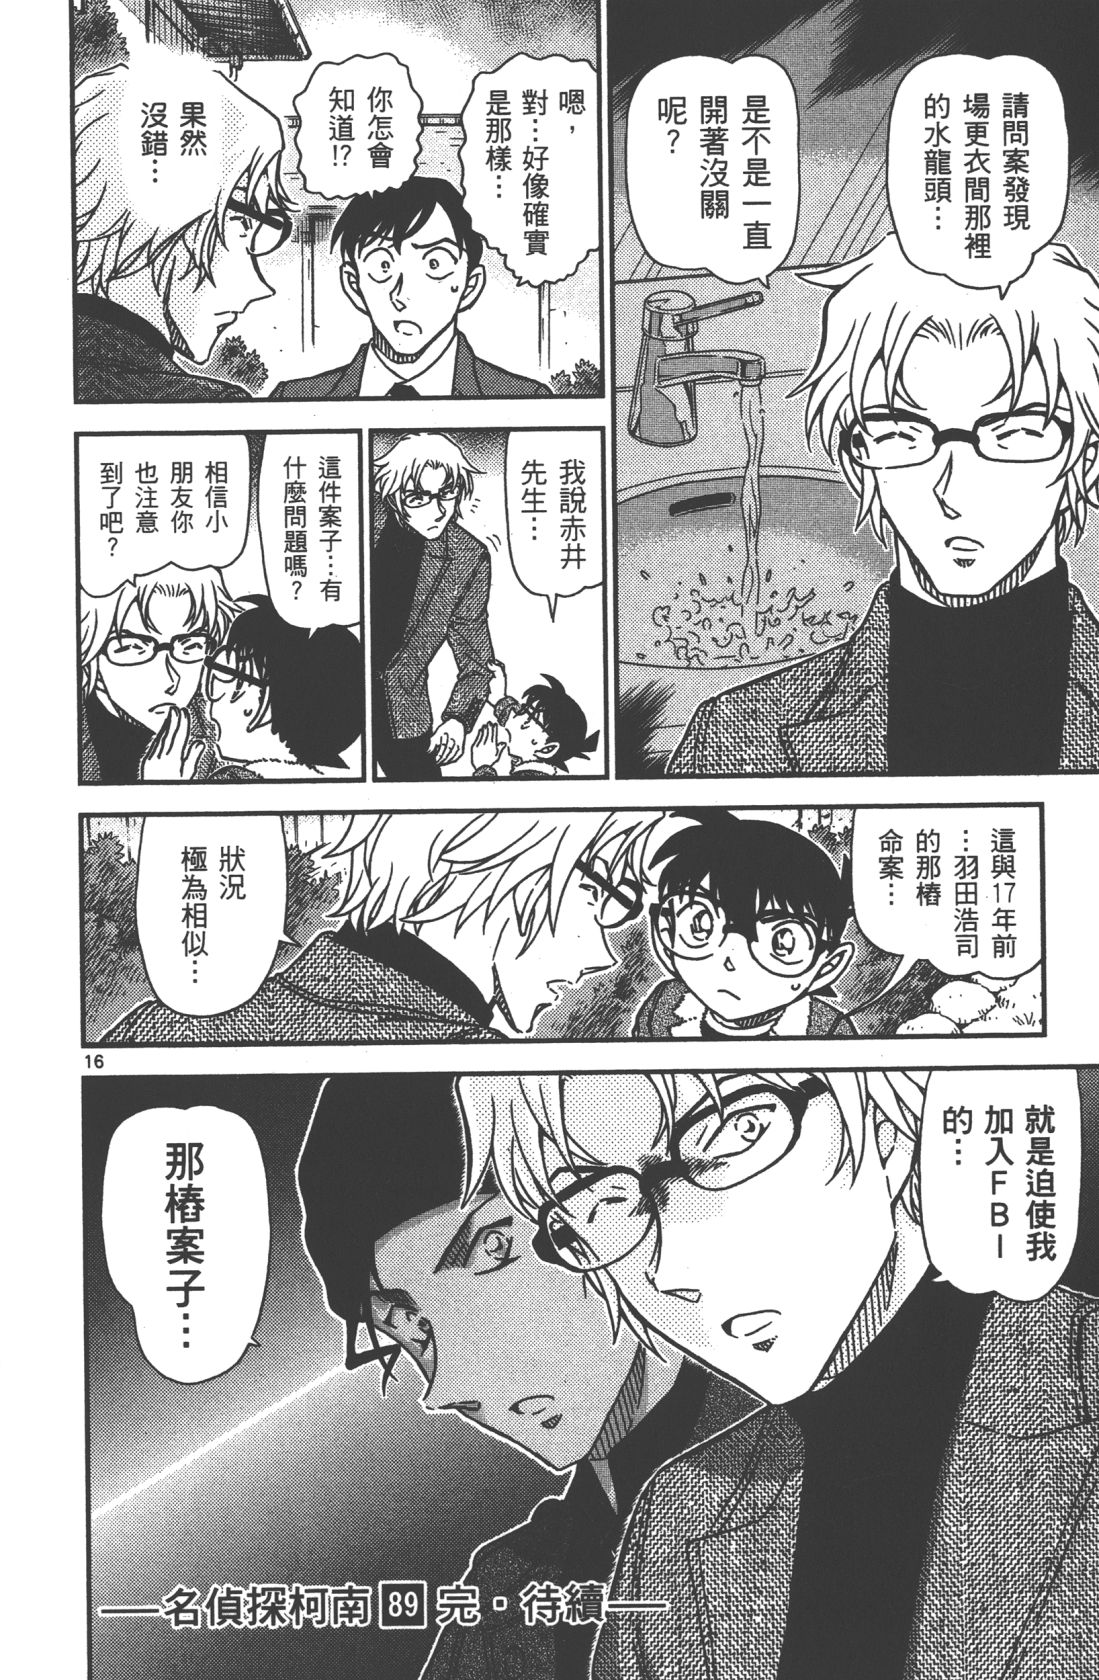 請問案發現
場更衣間那裡
的水龍頭…
是不是一直
開著沒關
呢？
嗯，
對…好像確實
是那樣…
你怎會
知道!?
果然
沒錯…
我說赤井
先生…
這件案子…有
什麼問題嗎？
相信小
朋友你
也注意
到了吧？
這與17年前
…羽田浩司
的那樁
命案…
狀況
極為相似…
16
就是迫使我
加入FBI
的…
那樁案子…
名偵探柯南89完・待續